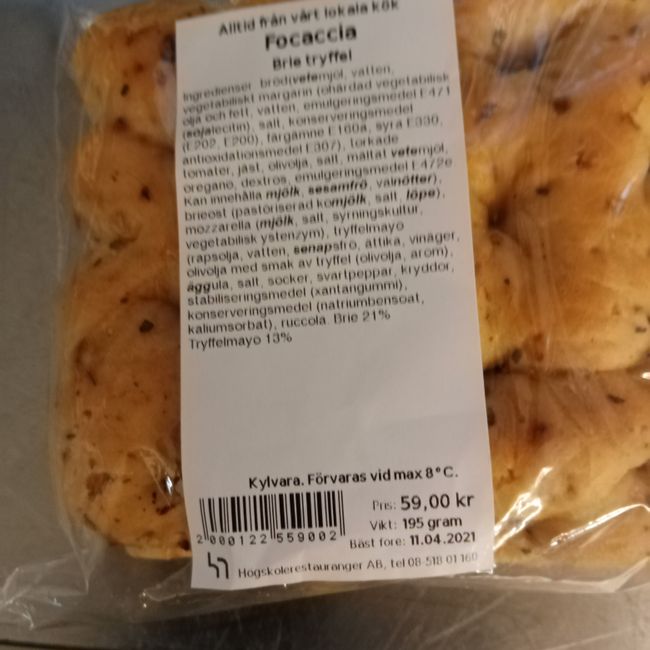 Alltid från vårt lokala kök
Focaccia
Brie tryffel
Ingredienser: bröd(vetemjöl, vatten,
vegetabiliskt margarin (ohärdad vegetabilisk
olja och fett, vatten, emulgeringsmedel E471
(sojalecitin), salt, konserveringsmedel
(E202, E200), färgämne E160a, syra E330,
antioxidationsmedel E307), torkade
tomater, jäst, olivolja, salt, mältat vetemjöl,
oregano, dextros, emulgeringsmedel E472e
Kan innehålla mjölk, sesamfrö, valnötter),
brieost (pastöriserad komjölk, salt, löpe),
mozzarella (mjölk, salt, syrningskultur,
vegetabilisk ystenzym), tryffelmayo
(rapsolja, vatten, senapsfrö, ättika, vinäger,
olivolja med smak av tryffel (olivolja, arom),
äggula, salt, socker, svartpeppar, kryddor,
stabiliseringsmedel (xantangummi),
konserveringsmedel (natriumbensoat,
kaliumsorbat), ruccola. Brie 21%
Tryffelmayo 13%
Kylvara. Förvaras vid max 8°C.
Pris: 59,00 kr
Vikt: 195 gram
2 000122 559002
Bäst före: 11.04.2021
Högskolerestauranger AB, tel 08-518 01 160